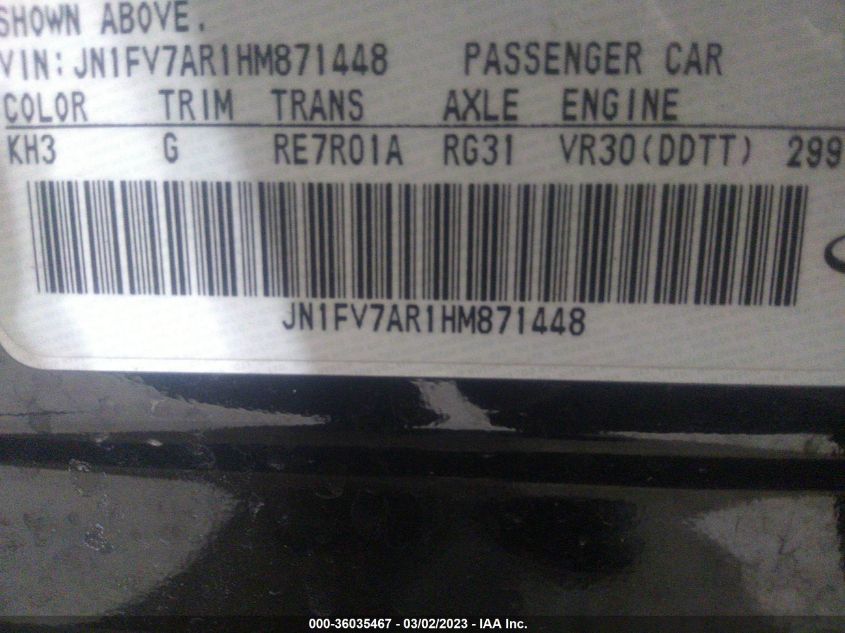 SHOWN ABOVE.
VIN: JN1FV7AR1HM871448 PASSENGER CAR
COLOR TRIM TRANS AXLE ENGINE
KH3 G RE7R01A RG31 VR30(DDTT) 299
JN1FV7AR1HM871448
000-36035467 - 03/02/2023 - IAA Inc.